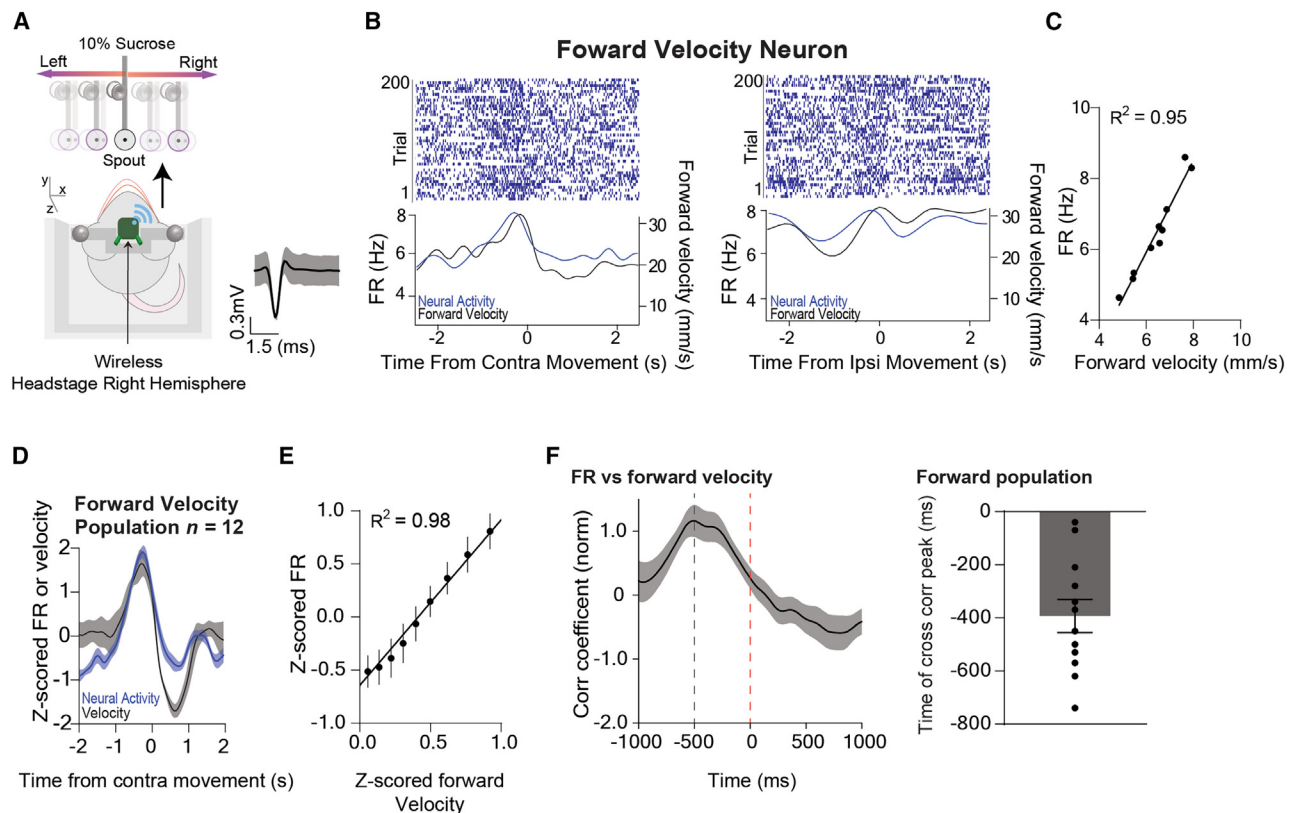 A
10% Sucrose
Left
Right
Spout
y
x
z
0.3mV
1.5 (ms)
Wireless
Headstage Right Hemisphere
B
Foward Velocity Neuron
200
Trial
1
8
6
4
FR (Hz)
30
20
10
Forward velocity (mm/s)
Neural Activity
Forward Velocity
-2
0
2
Time From Contra Movement (s)
200
Trial
1
8
6
4
FR (Hz)
30
20
10
Forward velocity (mm/s
Neural Activity
Forward Velocity
-2
0
2
Time From Ipsi Movement (s)
C
R² = 0.95
10
8
6
4
FR (Hz)
4
6
8
10
Forward velocity (mm/s)
D
Forward Velocity
Population n = 12
Z-scored FR or velocity
2
1
0
-1
-2
Neural Activity
Velocity
-2
-1
0
1
2
Time from contra movement (s)
E
R² = 0.98
Z-scored FR
1.0
0.5
0.0
-0.5
-1.0
0.0
0.5
1.0
Z-scored forward
Velocity
F
FR vs forward velocity
Corr coefficent (norm)
1.0
0
-1.0
-2.0
-1000
-500
0
500
1000
Time (ms)
Forward population
Time of cross corr peak (ms)
0
-200
-400
-600
-800